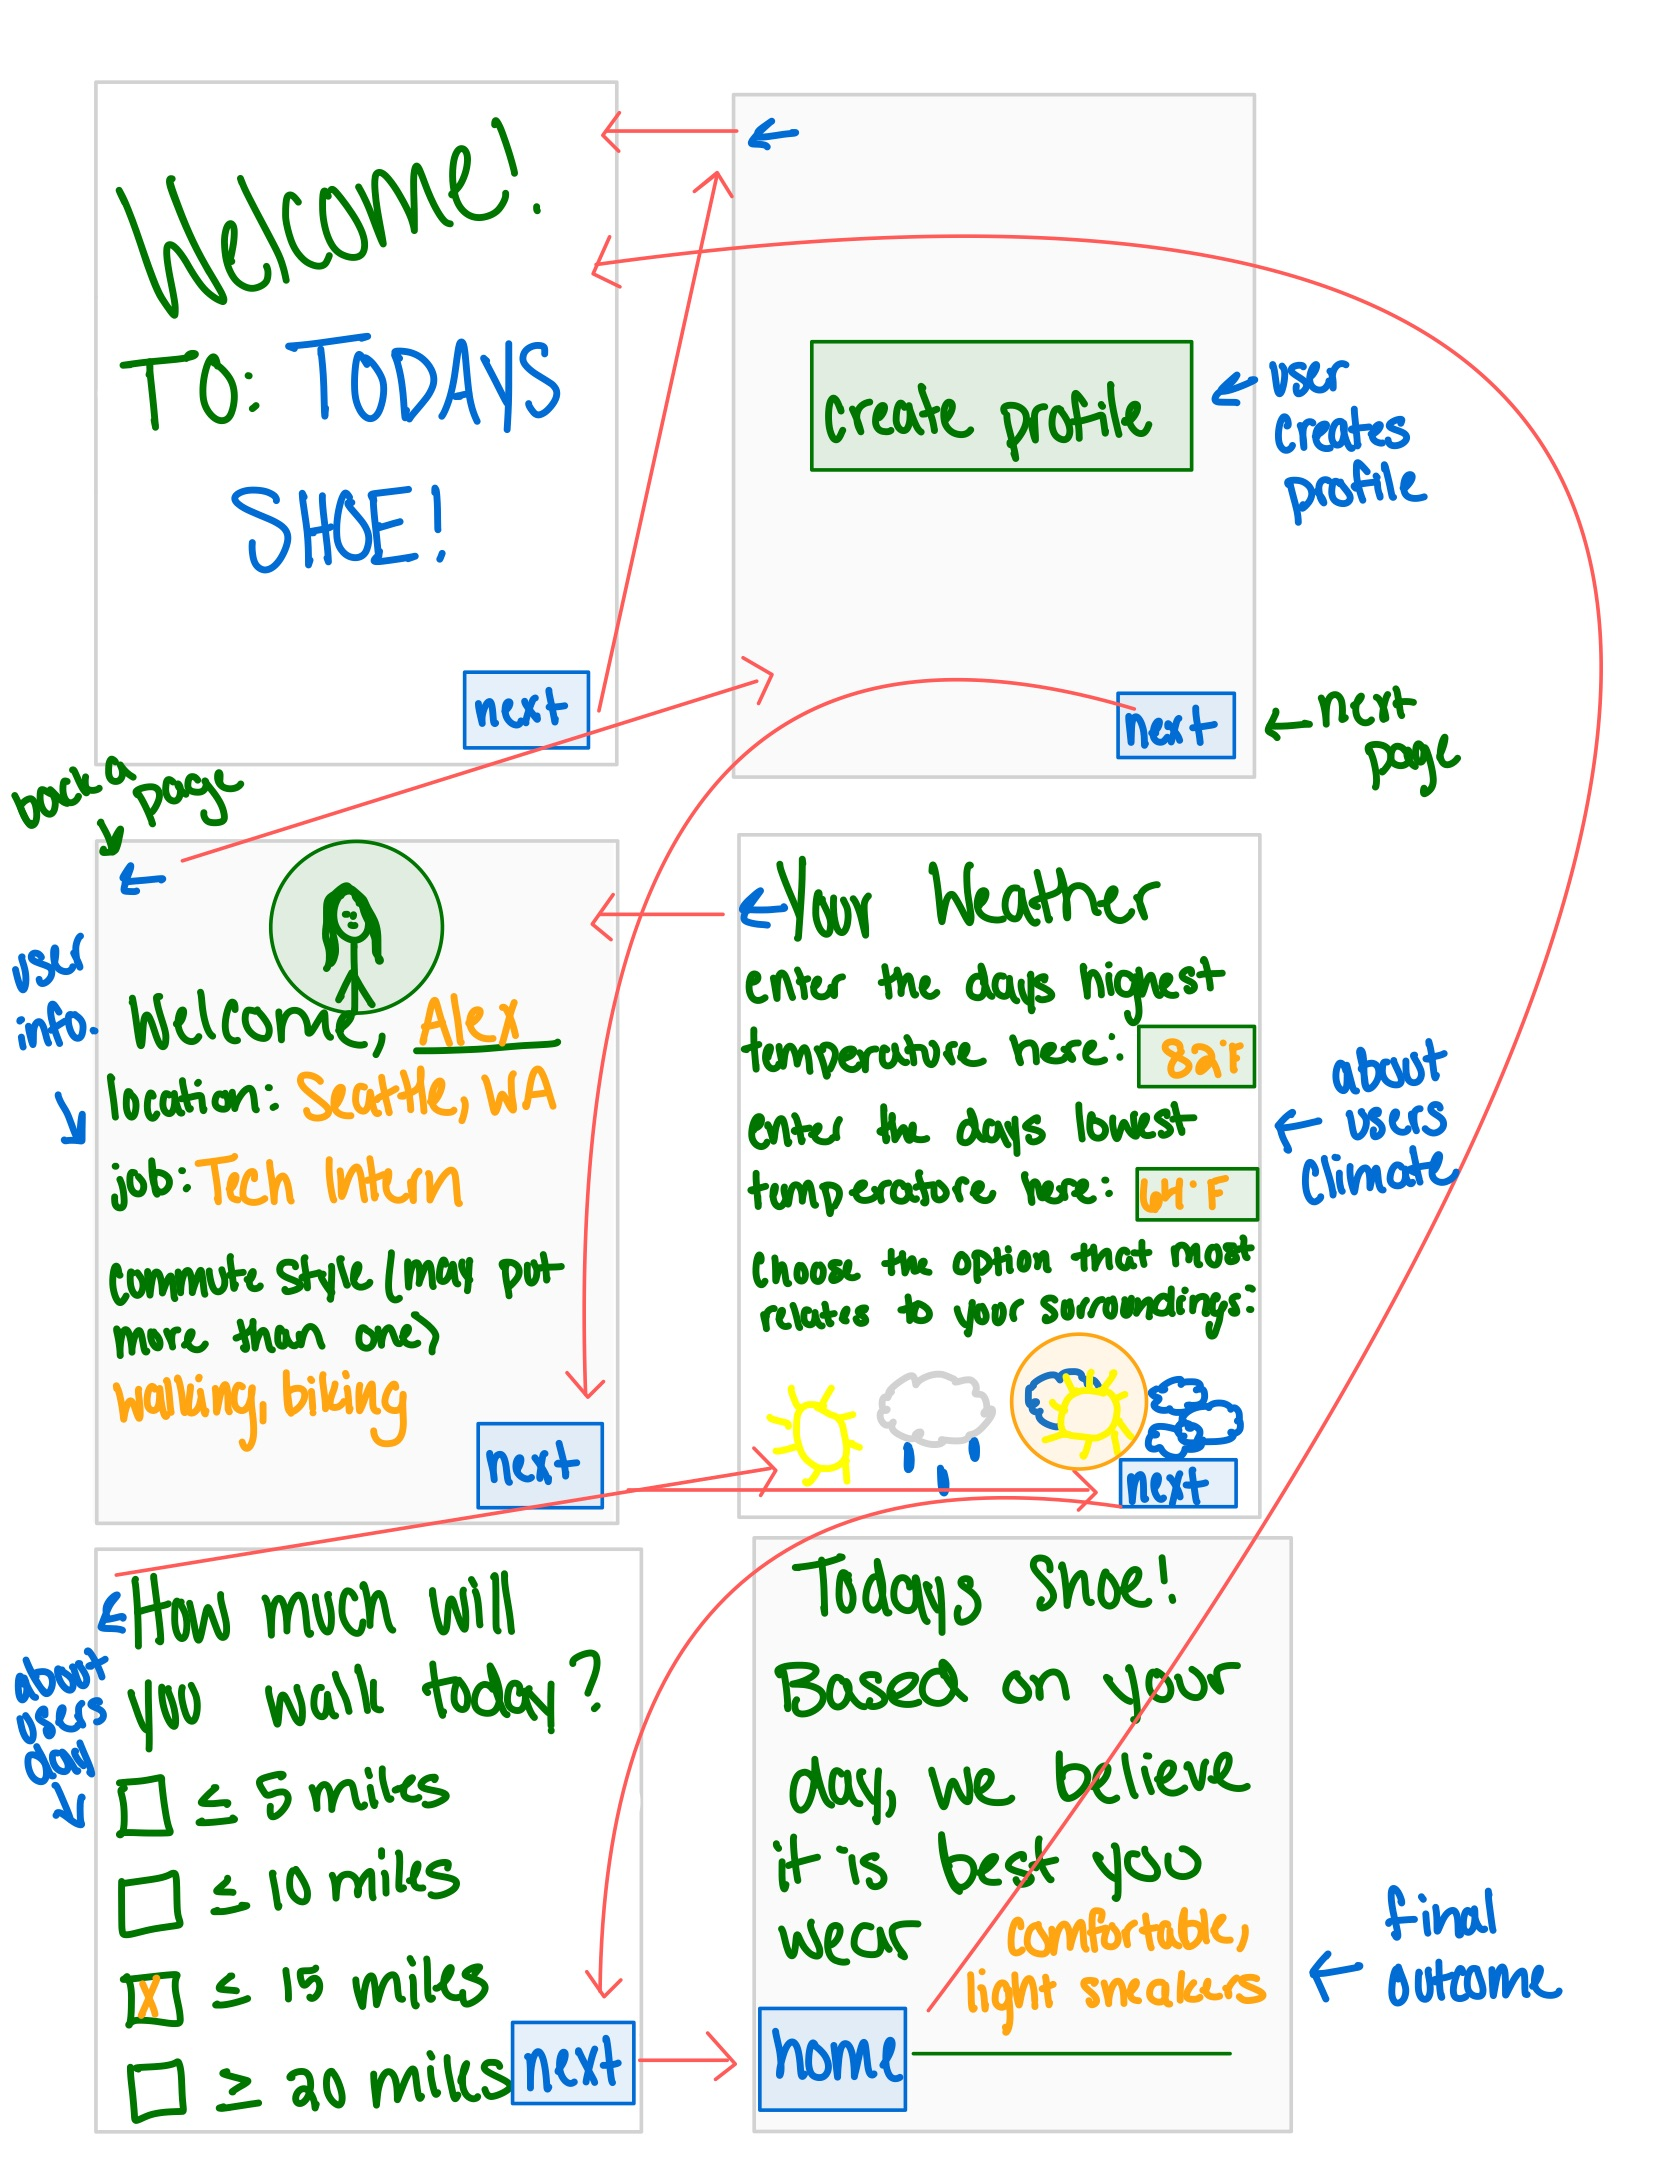 Welcome!
TO: TODAYS
SHOE!
next
create profile
user
creates
profile
next
next
page
back a
page
user
info.
Welcome, Alex
location: Seattle, WA
job: Tech Intern
commute style (may put
more than one)
walking, biking
next
Your Weather
enter the days highest
temperature here: 82°F
enter the days lowest
temperature here: 64°F
Choose the option that most
relates to your surroundings:
next
about
users
climate
How much will
you walk today?
about
users
day
≤ 5 miles
≤ 10 miles
X ≤ 15 miles
≥ 20 miles
next
Todays Shoe!
Based on your
day, we believe
it is best you
wear comfortable,
light sneakers
home
final
outcome